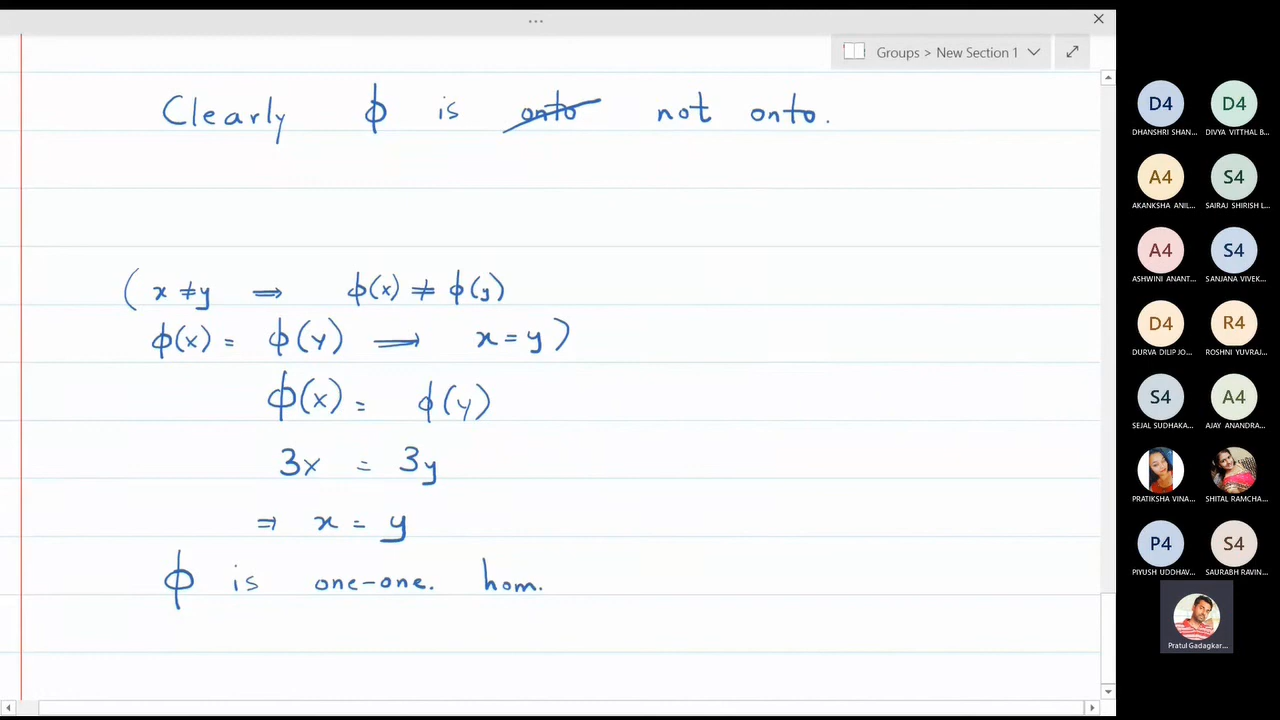 Groups > New Section 1
Clearly ϕ is onto not onto.
( x ≠ y ⇒ ϕ(x) ≠ ϕ(y)
ϕ(x) = ϕ(y) ⟹ x = y )
ϕ(x) = ϕ(y)
3x = 3y
⇒ x = y
ϕ is one-one. hom.
D4 D4
DHANSHRI SHAN... DIVYA VITTHAL B...
A4 S4
AKANKSHA ANIL... SAIRAJ SHIRISH L...
A4 S4
ASHWINI ANANT... SANJANA VIVEK...
D4 R4
DURVA DILIP JO... ROSHNI YUVRAJ...
S4 A4
SEJAL SUDHAKA... AJAY ANANDRA...
PRATIKSHA VINA... SHITAL RAMCHA...
P4 S4
PIYUSH UDDHAV... SAURABH RAVIN...
Pratul Gadagkar...